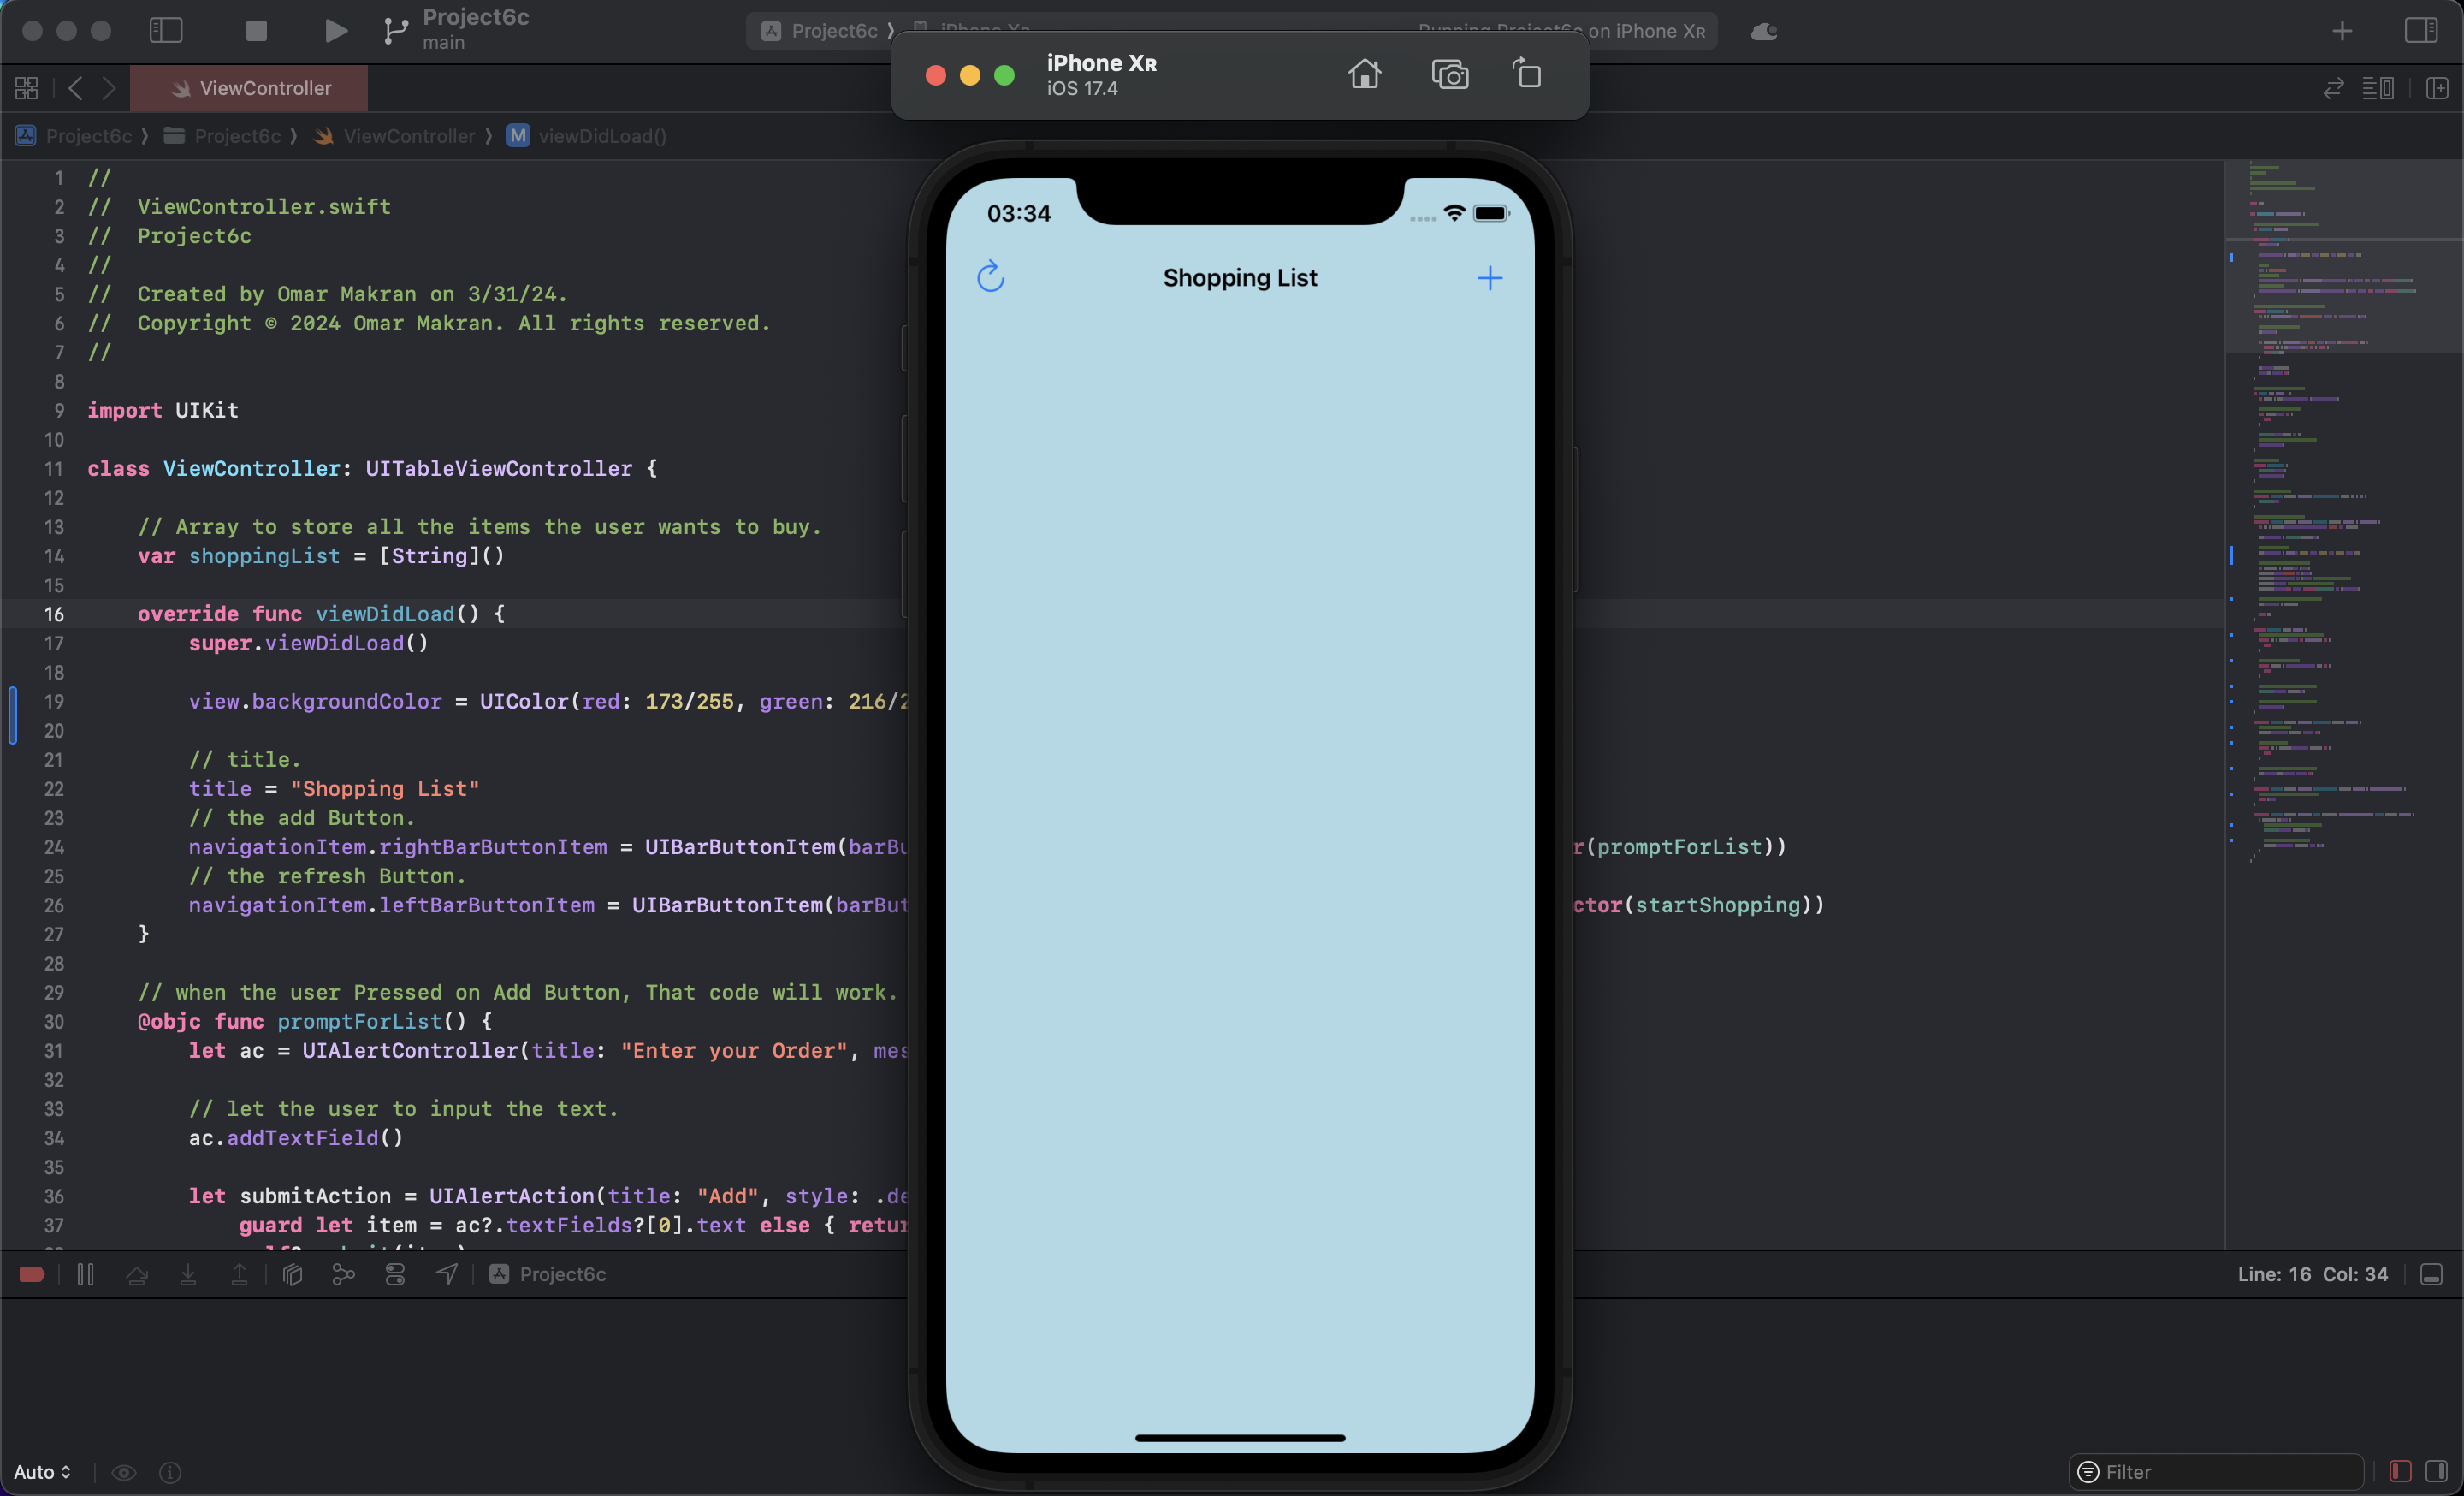 Project6c
main
Project6c
on iPhone XR
iPhone XR
iOS 17.4
ViewController
Project6c ❯ Project6c ❯ ViewController ❯ M viewDidLoad()
1 //
2 //  ViewController.swift
3 //  Project6c
4 //
5 //  Created by Omar Makran on 3/31/24.
6 //  Copyright © 2024 Omar Makran. All rights reserved.
7 //
8
9 import UIKit
10
11 class ViewController: UITableViewController {
12
13     // Array to store all the items the user wants to buy.
14     var shoppingList = [String]()
15
16     override func viewDidLoad() {
17         super.viewDidLoad()
18
19         view.backgroundColor = UIColor(red: 173/255, green: 216/2
20
21         // title.
22         title = "Shopping List"
23         // the add Button.
24         navigationItem.rightBarButtonItem = UIBarButtonItem(barBu r(promptForList))
25         // the refresh Button.
26         navigationItem.leftBarButtonItem = UIBarButtonItem(barBut ctor(startShopping))
27     }
28
29     // when the user Pressed on Add Button, That code will work.
30     @objc func promptForList() {
31         let ac = UIAlertController(title: "Enter your Order", mes
32
33         // let the user to input the text.
34         ac.addTextField()
35
36         let submitAction = UIAlertAction(title: "Add", style: .de
37             guard let item = ac?.textFields?[0].text else { retur
03:34
Shopping List
Project6c
Line: 16 Col: 34
Auto
Filter